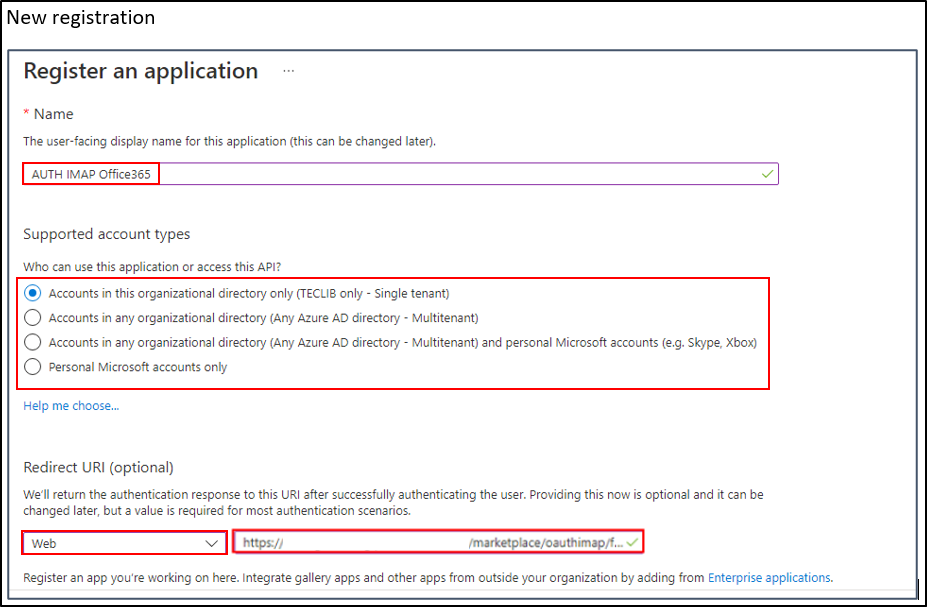 New registration
Register an application ...
* Name
The user-facing display name for this application (this can be changed later).
AUTH IMAP Office365
Supported account types
Who can use this application or access this API?
Accounts in this organizational directory only (TECLIB only - Single tenant)
Accounts in any organizational directory (Any Azure AD directory - Multitenant)
Accounts in any organizational directory (Any Azure AD directory - Multitenant) and personal Microsoft accounts (e.g. Skype, Xbox)
Personal Microsoft accounts only
Help me choose...
Redirect URI (optional)
We'll return the authentication response to this URI after successfully authenticating the user. Providing this now is optional and it can be
changed later, but a value is required for most authentication scenarios.
Web https:// /marketplace/oauthimap/f...
Register an app you're working on here. Integrate gallery apps and other apps from outside your organization by adding from Enterprise applications.